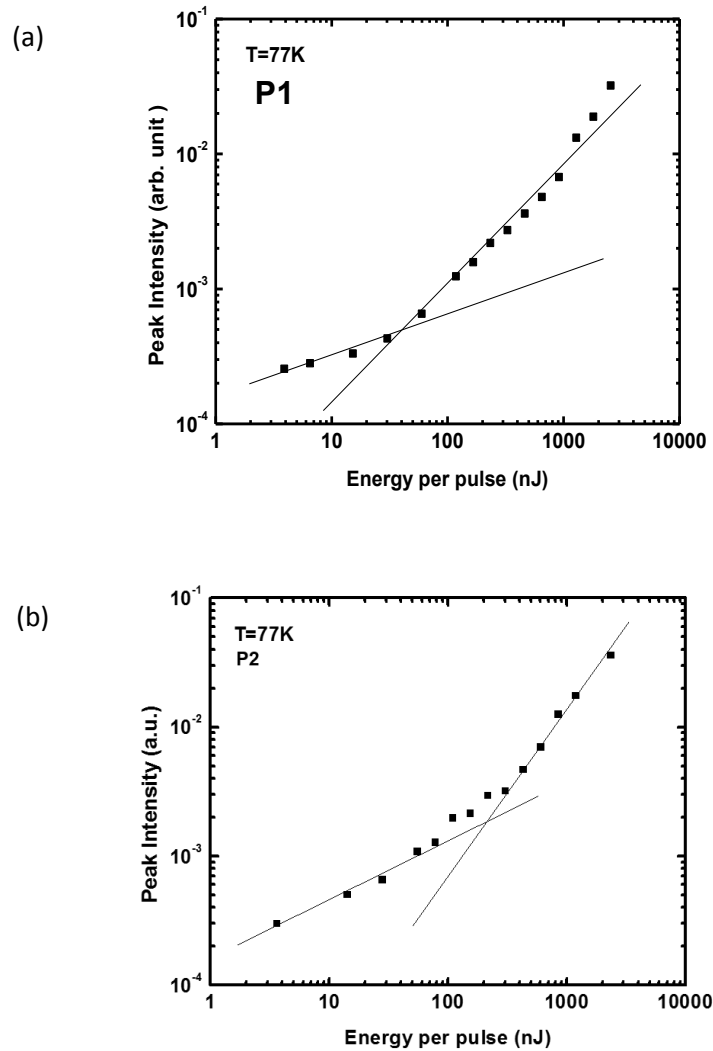 (a)
T=77K
P1
Peak Intensity (arb. unit )
10⁻¹
10⁻²
10⁻³
10⁻⁴
1 10 100 1000 10000
Energy per pulse (nJ)
(b)
T=77K
P2
Peak Intensity (a.u.)
10⁻¹
10⁻²
10⁻³
10⁻⁴
1 10 100 1000 10000
Energy per pulse (nJ)